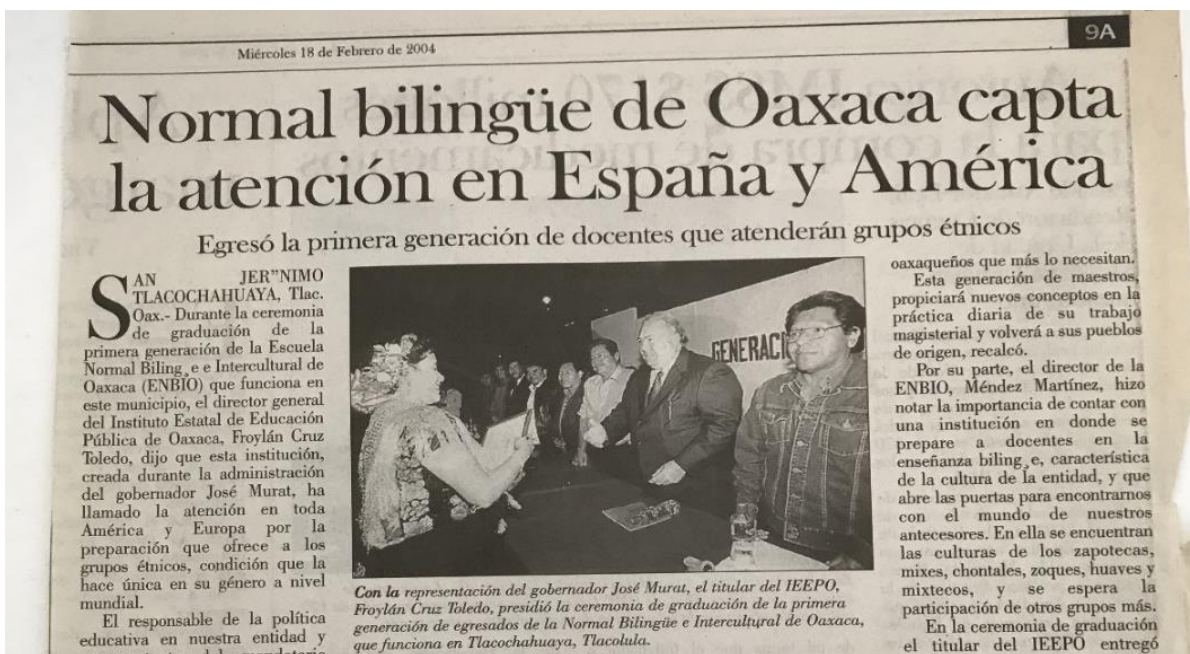 Miércoles 18 de Febrero de 2004
9A
Normal bilingüe de Oaxaca capta
la atención en España y América
Egresó la primera generación de docentes que atenderán grupos étnicos
SAN JER"NIMO
TLACOCHAHUAYA, Tlac.
Oax.- Durante la ceremonia
de graduación de la
primera generación de la Escuela
Normal Biling¸e e Intercultural de
Oaxaca (ENBIO) que funciona en
este municipio, el director general
del Instituto Estatal de Educación
Pública de Oaxaca, Froylán Cruz
Toledo, dijo que esta institución,
creada durante la administración
del gobernador José Murat, ha
llamado la atención en toda
América y Europa por la
preparación que ofrece a los
grupos étnicos, condición que la
hace única en su género a nivel
mundial.
El responsable de la política
educativa en nuestra entidad y
GENERACI
Con la representación del gobernador José Murat, el titular del IEEPO,
Froylán Cruz Toledo, presidió la ceremonia de graduación de la primera
generación de egresados de la Normal Bilingüe e Intercultural de Oaxaca,
que funciona en Tlacochahuaya, Tlacolula.
oaxaqueños que más lo necesitan.
Esta generación de maestros,
propiciará nuevos conceptos en la
práctica diaria de su trabajo
magisterial y volverá a sus pueblos
de origen, recalcó.
Por su parte, el director de la
ENBIO, Méndez Martínez, hizo
notar la importancia de contar con
una institución en donde se
prepare a docentes en la
enseñanza biling¸e, característica
de la cultura de la entidad, y que
abre las puertas para encontrarnos
con el mundo de nuestros
antecesores. En ella se encuentran
las culturas de los zapotecas,
mixes, chontales, zoques, huaves y
mixtecos, y se espera la
participación de otros grupos más.
En la ceremonia de graduación
el titular del IEEPO entregó